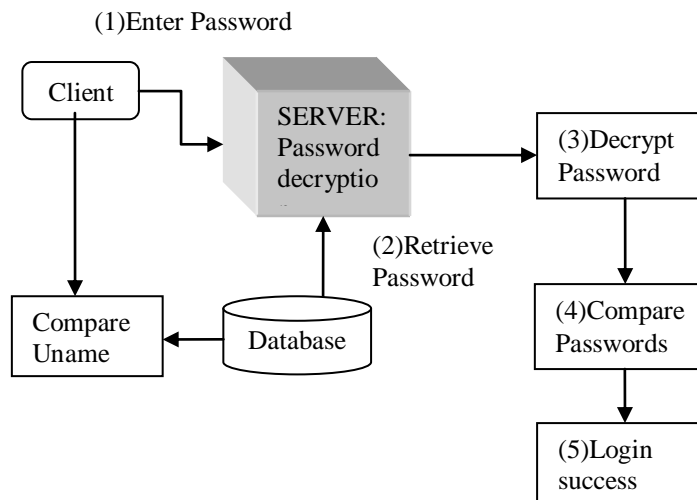 (1)Enter Password
Client
SERVER:
Password
decryptio
(3)Decrypt
Password
(2)Retrieve
Password
Compare
Uname
Database
(4)Compare
Passwords
(5)Login
success